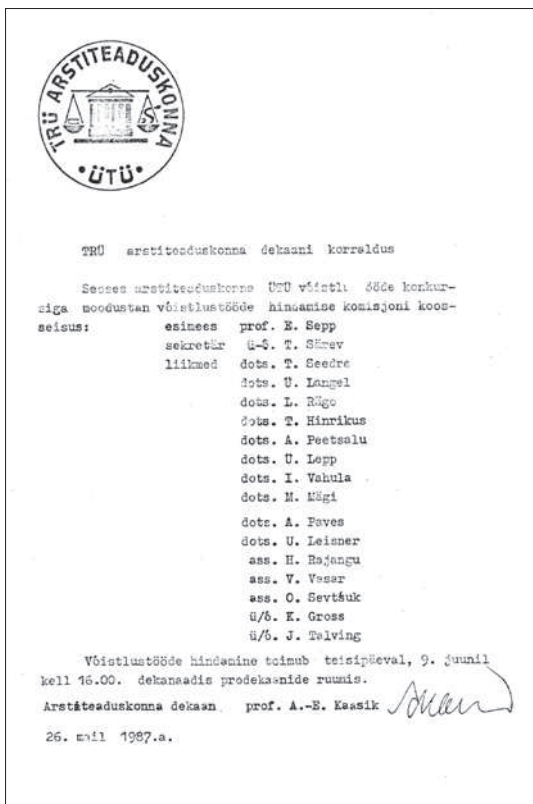 TRÜ ARSTITEADUSKONNA
• ÜTÜ •
TRÜ arstiteaduskonna dekaani korraldus
Seoses arstiteaduskonna ÜTÜ võistlu ööde konkur-
siga moodustan võistlustööde hindamise komisjoni koos-
seisus: esimees prof. E. Sepp
sekretär ü-õ. T. Särev
liikmed dots. T. Seedre
dots. Ü. Langel
dots. L. Rägo
dots. T. Hinrikus
dots. A. Peetsalu
dots. Ü. Lepp
dots. I. Vahula
dots. M. Mägi
dots. A. Paves
dots. U. Leisner
ass. H. Rajangu
ass. V. Vasar
ass. O. Sevtšuk
ü/õ. K. Gross
ü/õ. J. Talving
Võistlustööde hindamine toimub teisipäeval, 9. juunil
kell 16.00. dekanaadis prodekaanide ruumis.
Arstiteaduskonna dekaan prof. A.-E. Kaasik
26. mail 1987.a.